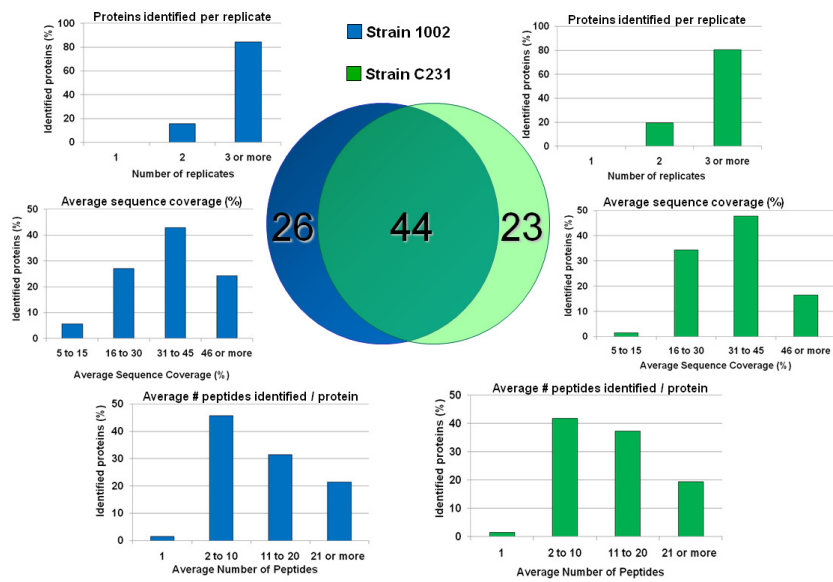 Proteins identified per replicate
Identified proteins (%)
100
80
60
40
20
0
1 2 3 or more
Number of replicates
Strain 1002
Strain C231
Proteins identified per replicate
Identified proteins (%)
100
80
60
40
20
0
1 2 3 or more
Number of replicates
26 44 23
Average sequence coverage (%)
Identified proteins (%)
50
40
30
20
10
0
5 to 15 16 to 30 31 to 45 46 or more
Average Sequence Coverage (%)
Average sequence coverage (%)
Identified proteins (%)
50
40
30
20
10
0
5 to 15 16 to 30 31 to 45 46 or more
Average Sequence Coverage (%)
Average # peptides identified / protein
Identified proteins (%)
50
40
30
20
10
0
1 2 to 10 11 to 20 21 or more
Average Number of Peptides
Average # peptides identified / protein
Identified proteins (%)
50
40
30
20
10
0
1 2 to 10 11 to 20 21 or more
Average Number of Peptides